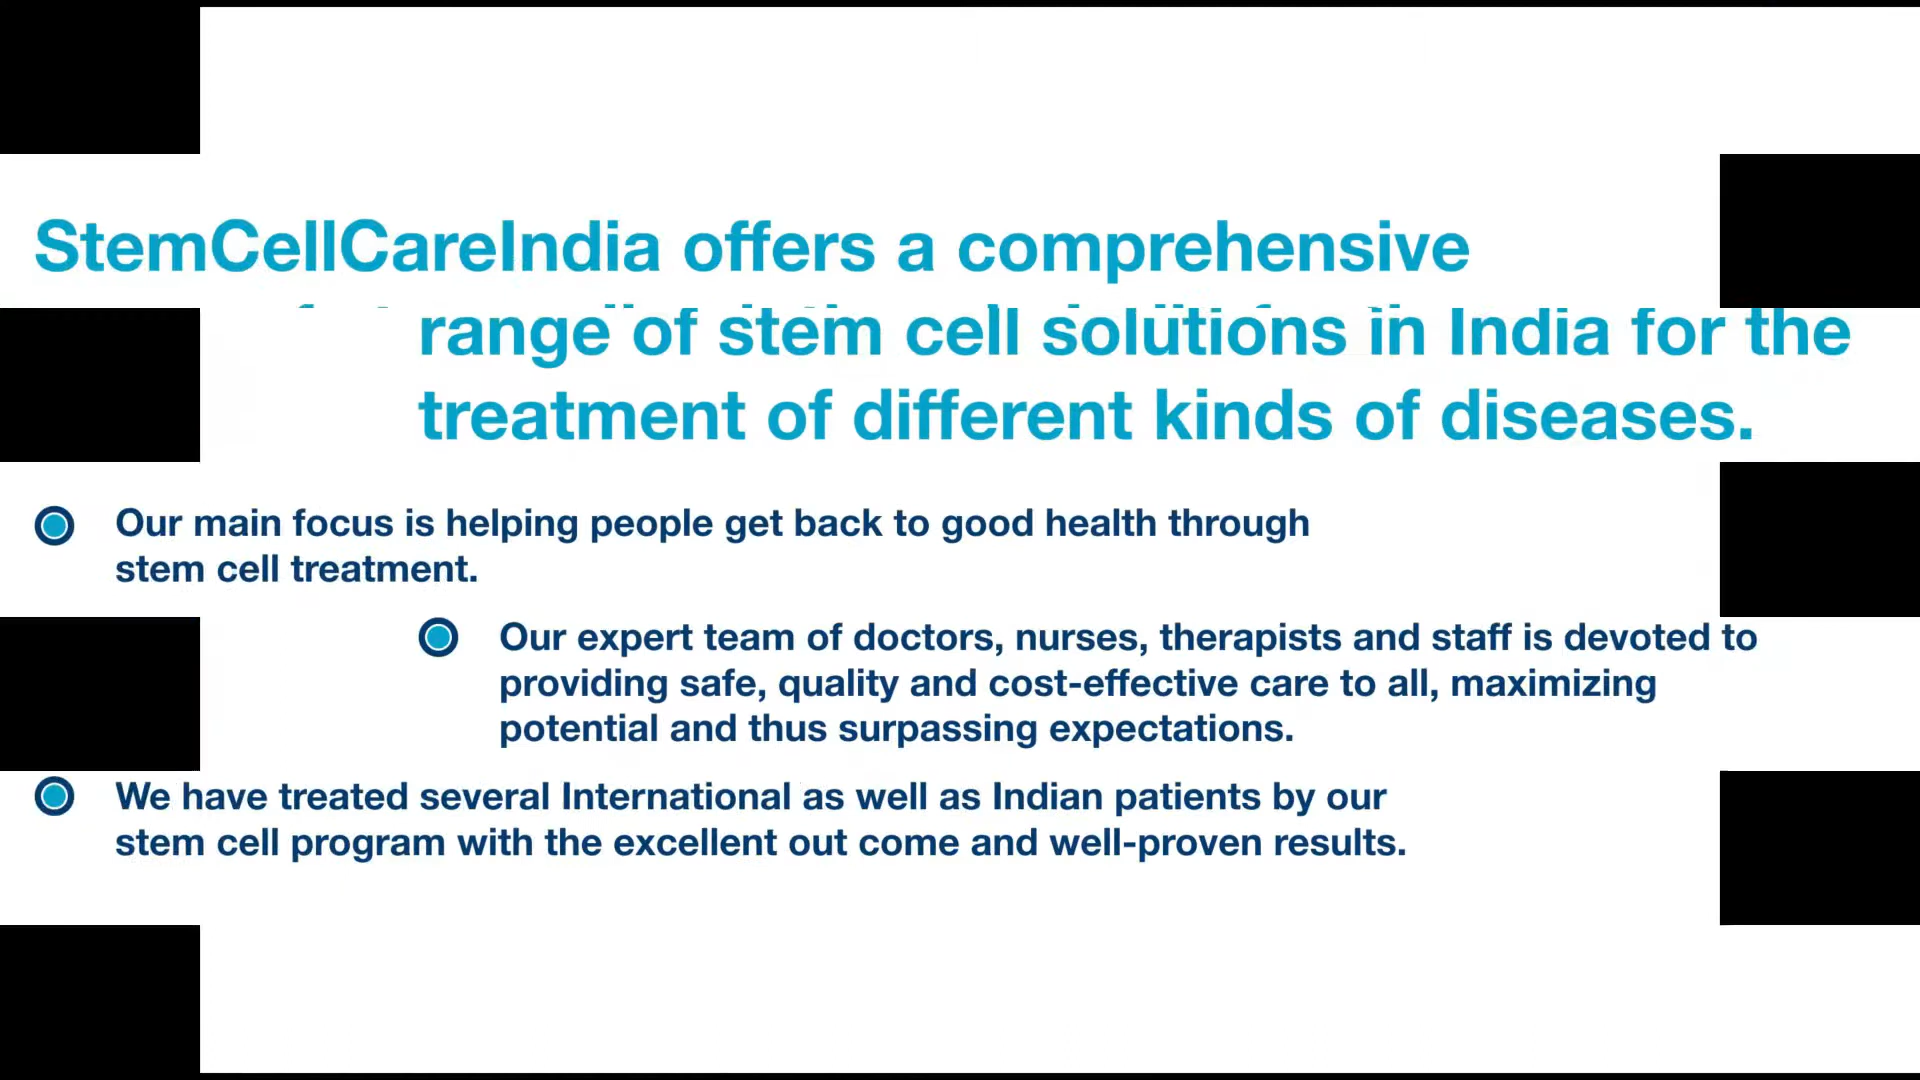 StemCellCareIndia offers a comprehensive
range of stem cell solutions in India for the
treatment of different kinds of diseases.
Our main focus is helping people get back to good health through
stem cell treatment.
Our expert team of doctors, nurses, therapists and staff is devoted to
providing safe, quality and cost-effective care to all, maximizing
potential and thus surpassing expectations.
We have treated several International as well as Indian patients by our
stem cell program with the excellent out come and well-proven results.